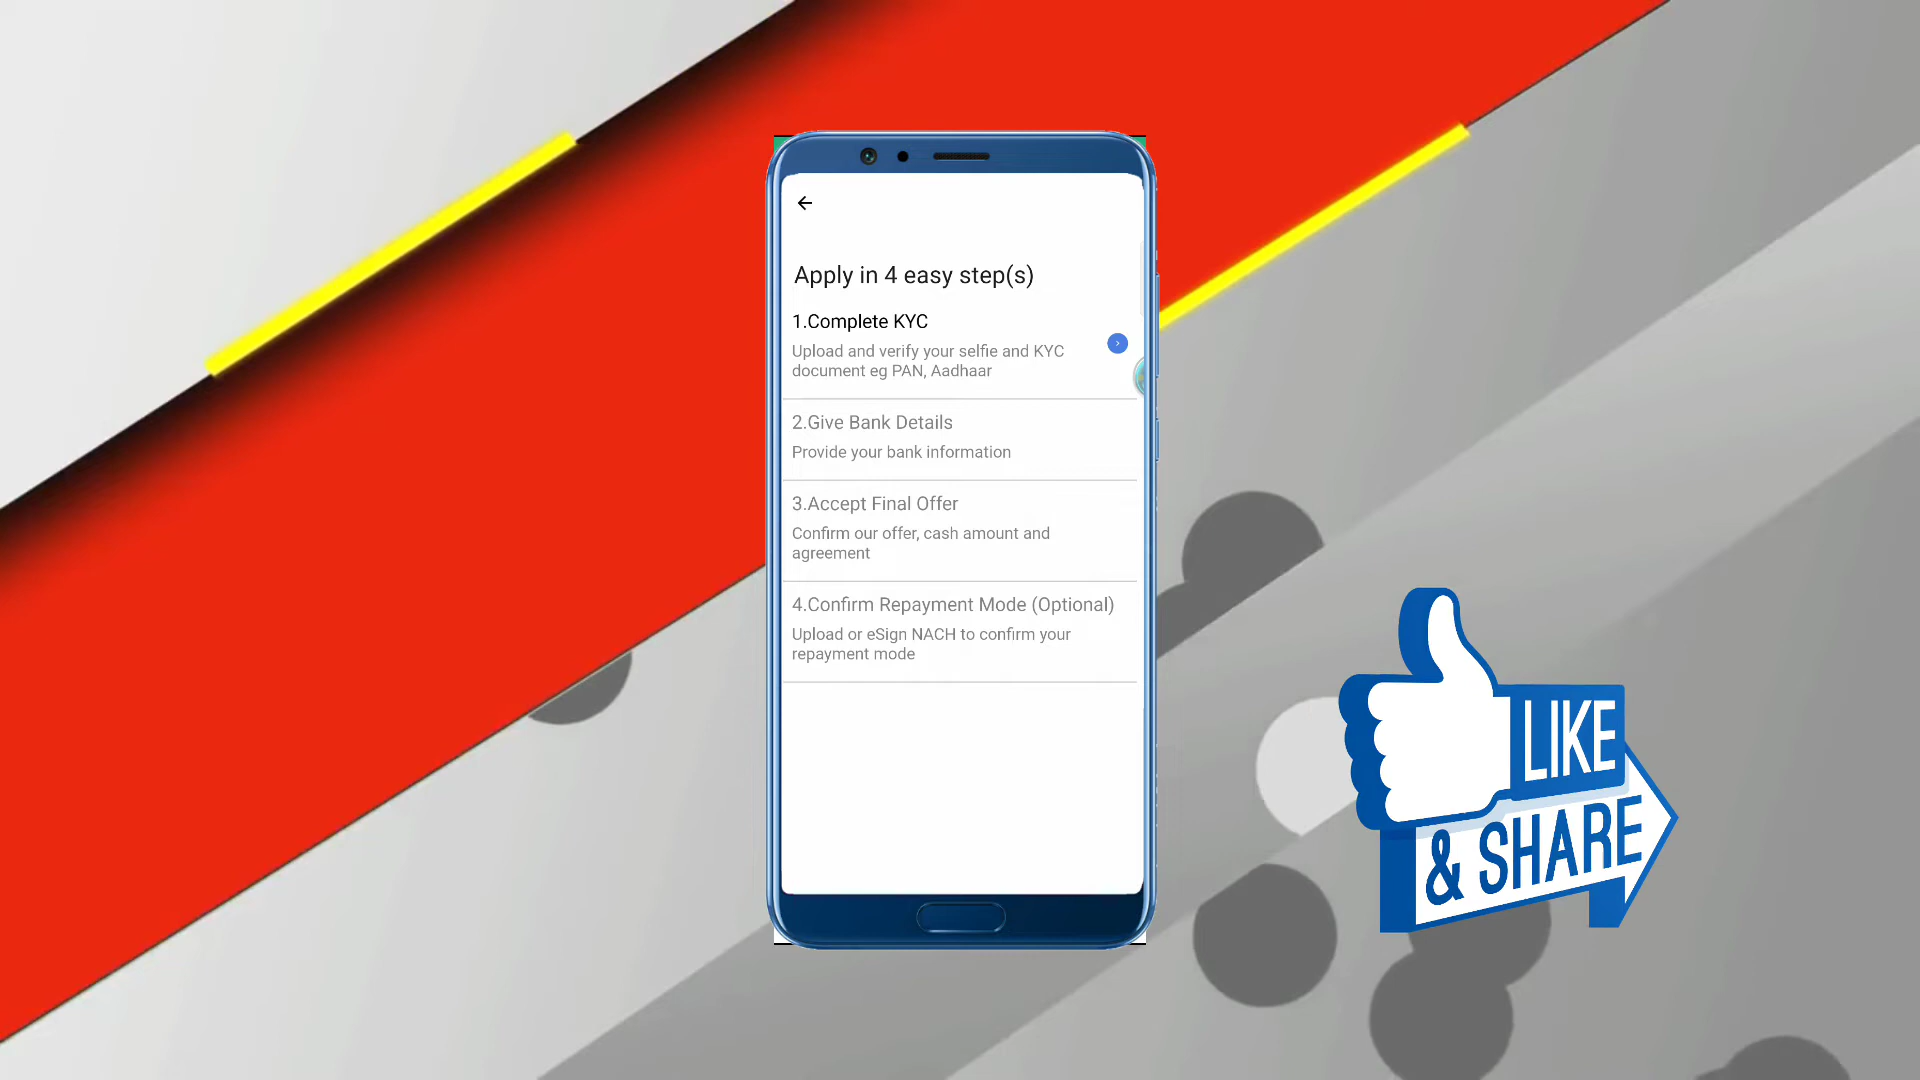 Apply in 4 easy step(s)
1.Complete KYC
Upload and verify your selfie and KYC
document eg PAN, Aadhaar
2.Give Bank Details
Provide your bank information
3.Accept Final Offer
Confirm our offer, cash amount and
agreement
4.Confirm Repayment Mode (Optional)
Upload or eSign NACH to confirm your
repayment mode
LIKE
& SHARE